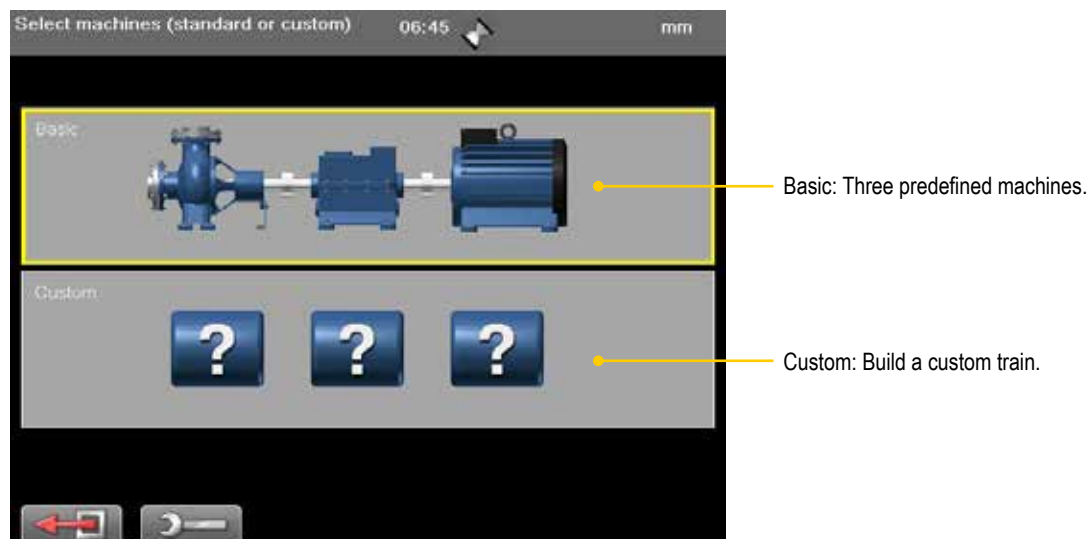 Select machines (standard or custom) 06:45 mm
Basic
Basic: Three predefined machines.
Custom
? ? ?
Custom: Build a custom train.